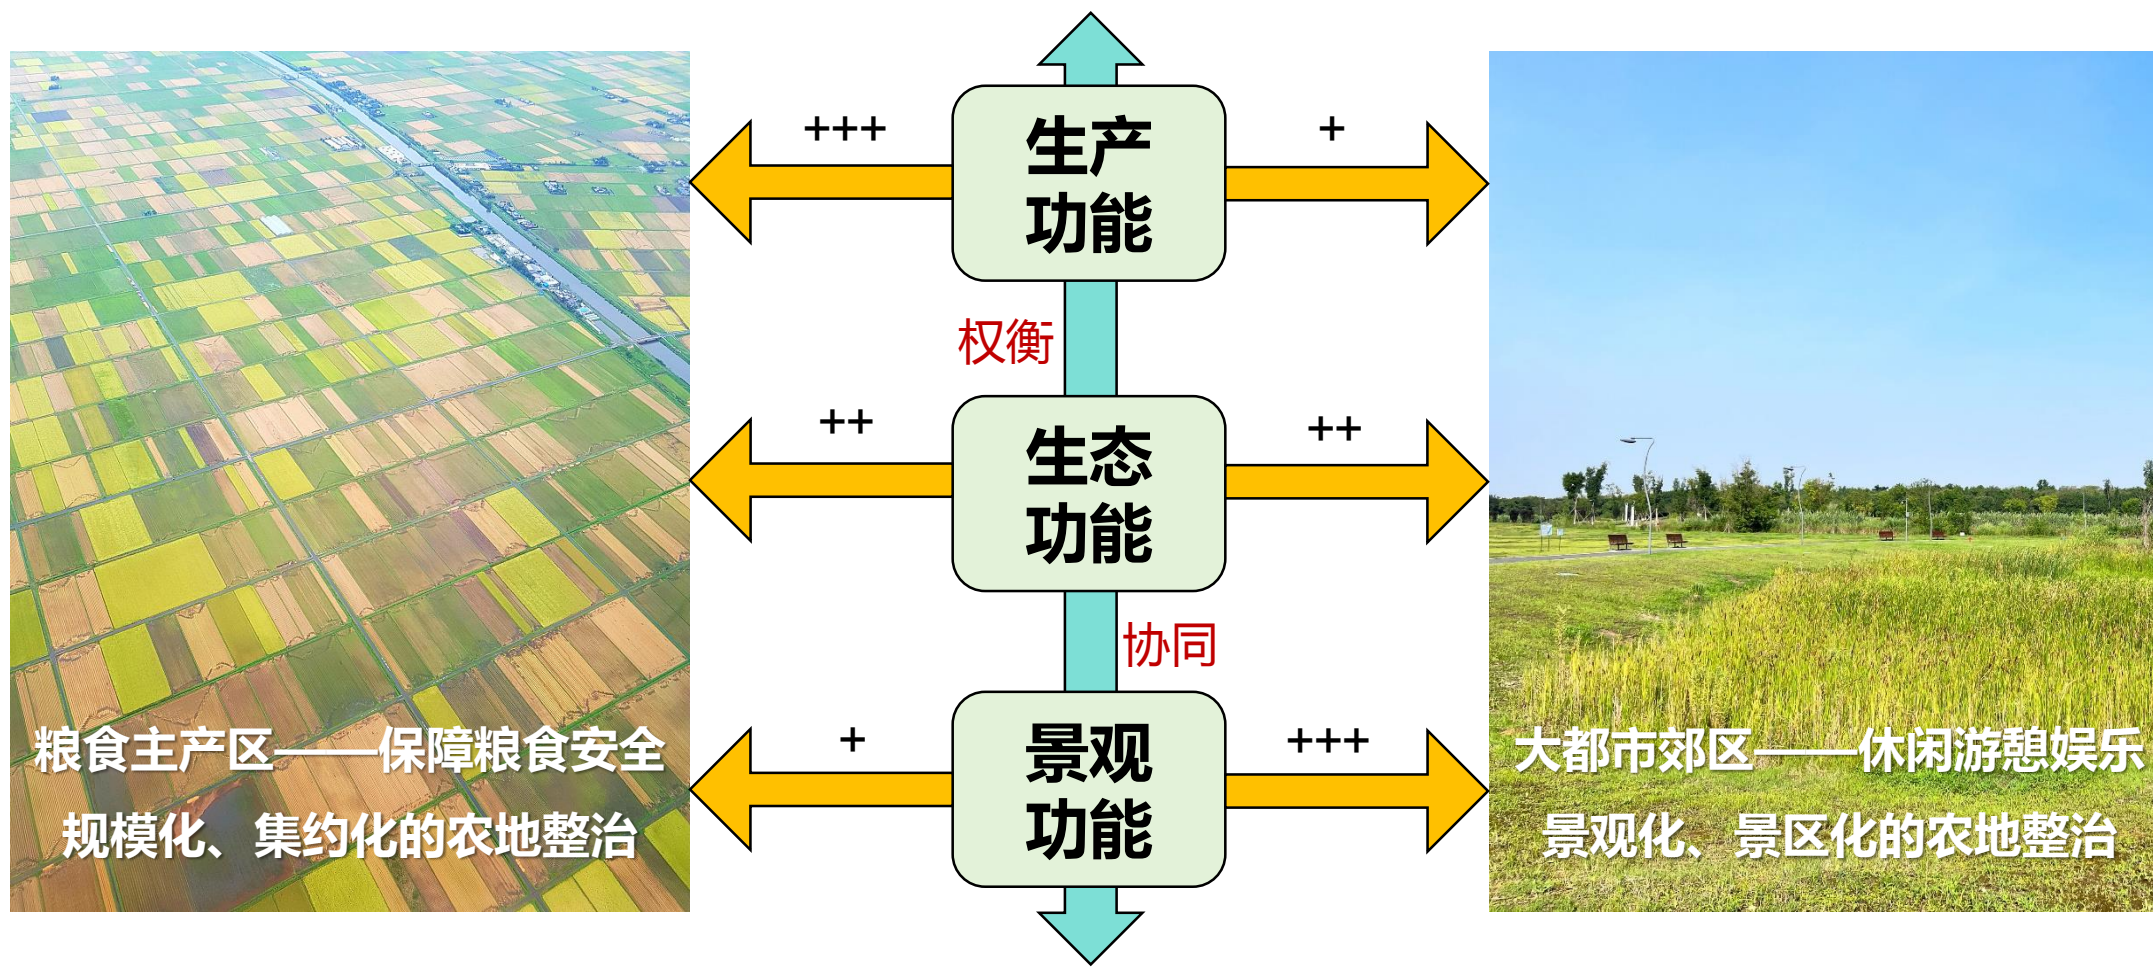 +++
生产
功能
+
权衡
++
生态
功能
++
协同
+
景观
功能
+++
粮食主产区——保障粮食安全
规模化、集约化的农地整治
大都市郊区——休闲游憩娱乐
景观化、景区化的农地整治